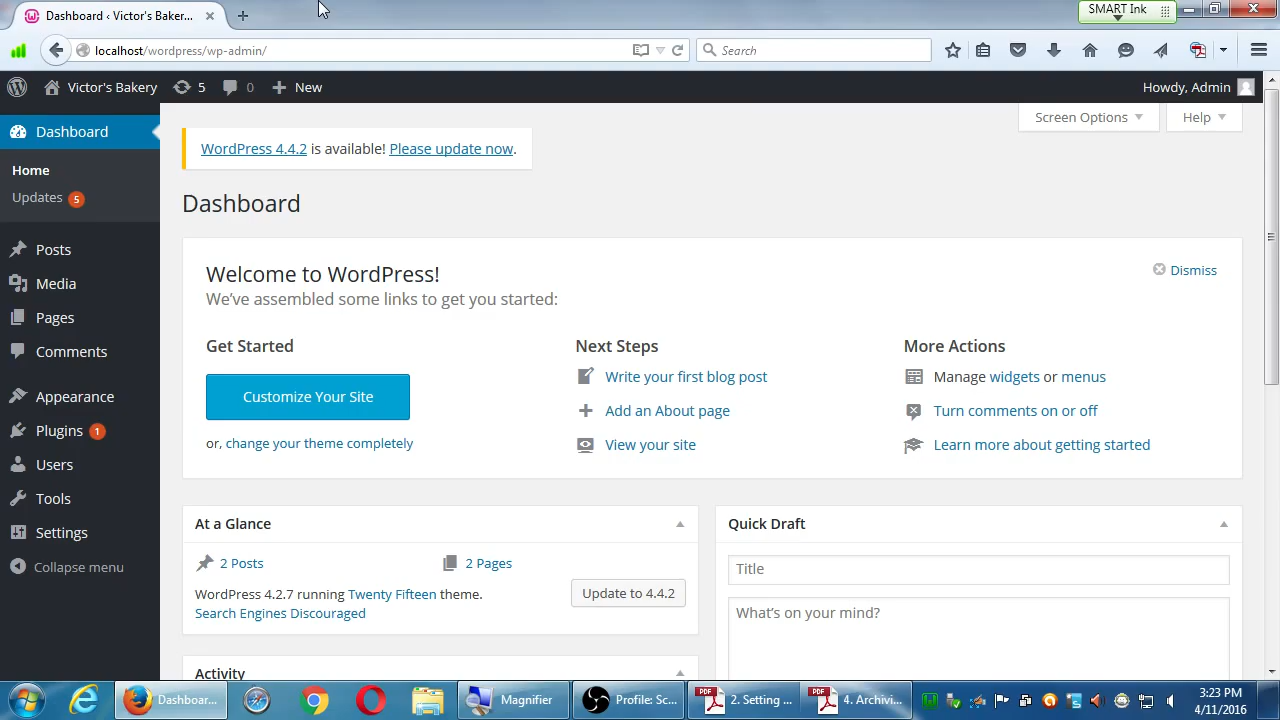 Dashboard ‹ Victor's Bakery...
SMART Ink
localhost/wordpress/wp-admin/
Search
Victor's Bakery
5
0
New
Howdy, Admin
Dashboard
Home
Updates 5
Posts
Media
Pages
Comments
Appearance
Plugins 1
Users
Tools
Settings
Collapse menu
Screen Options
Help
WordPress 4.4.2 is available! Please update now.
Dashboard
Welcome to WordPress!
We've assembled some links to get you started:
Dismiss
Get Started
Customize Your Site
or, change your theme completely
Next Steps
Write your first blog post
Add an About page
View your site
More Actions
Manage widgets or menus
Turn comments on or off
Learn more about getting started
At a Glance
2 Posts
2 Pages
WordPress 4.2.7 running Twenty Fifteen theme.
Update to 4.4.2
Search Engines Discouraged
Activity
Quick Draft
Title
What's on your mind?
Dashboar...
Magnifier
Profile: Sc...
PDF
2. Setting ...
PDF
4. Archivi...
3:23 PM
4/11/2016